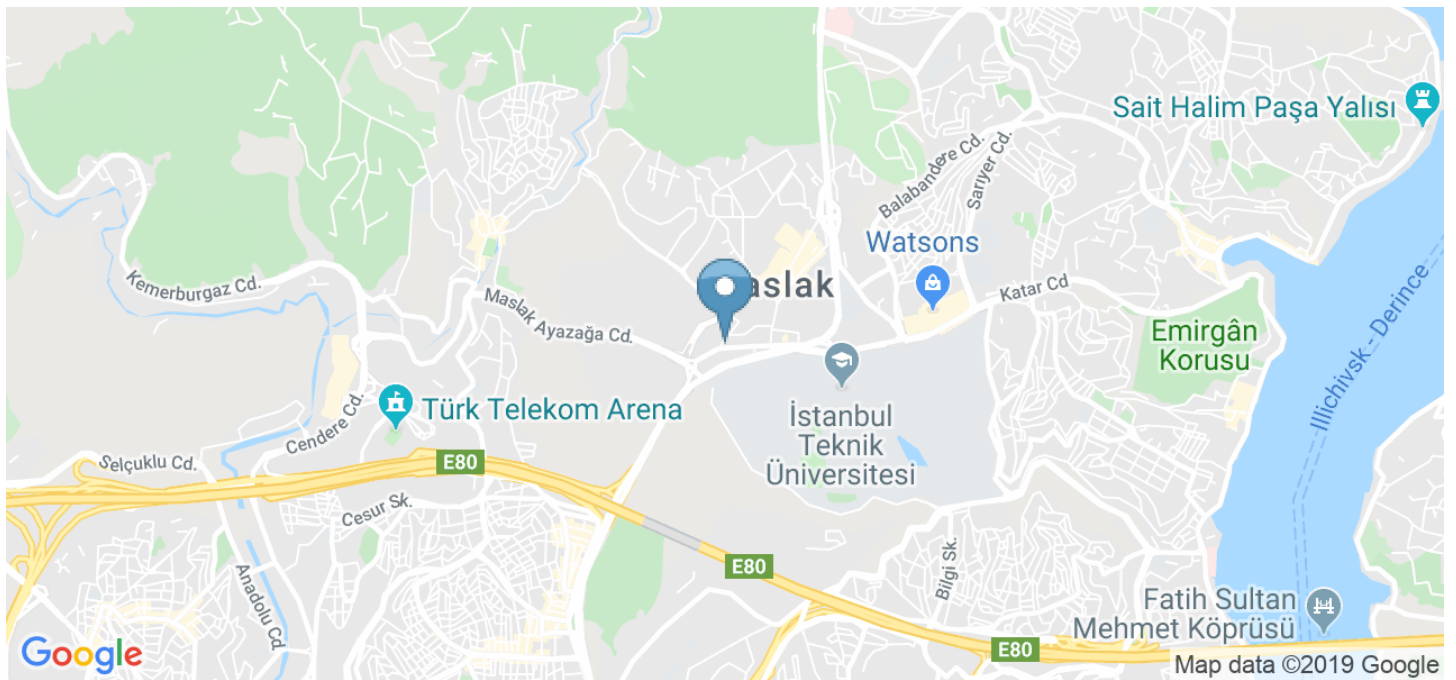 Sait Halim Paşa Yalısı
Balabandere Cd.
Sarıyer Cd.
Watsons
Kemerburgaz Cd.
aslak
Katar Cd
Maslak Ayazağa Cd.
Emirgân
Korusu
Illichivsk - Derince
Türk Telekom Arena
İstanbul
Teknik
Üniversitesi
Cendere Cd.
Selçuklu Cd.
E80
Cesur Sk.
E80
Bilgi Sk.
Anadolu Cd
Fatih Sultan
Mehmet Köprüsü
E80
Google
Map data ©2019 Google